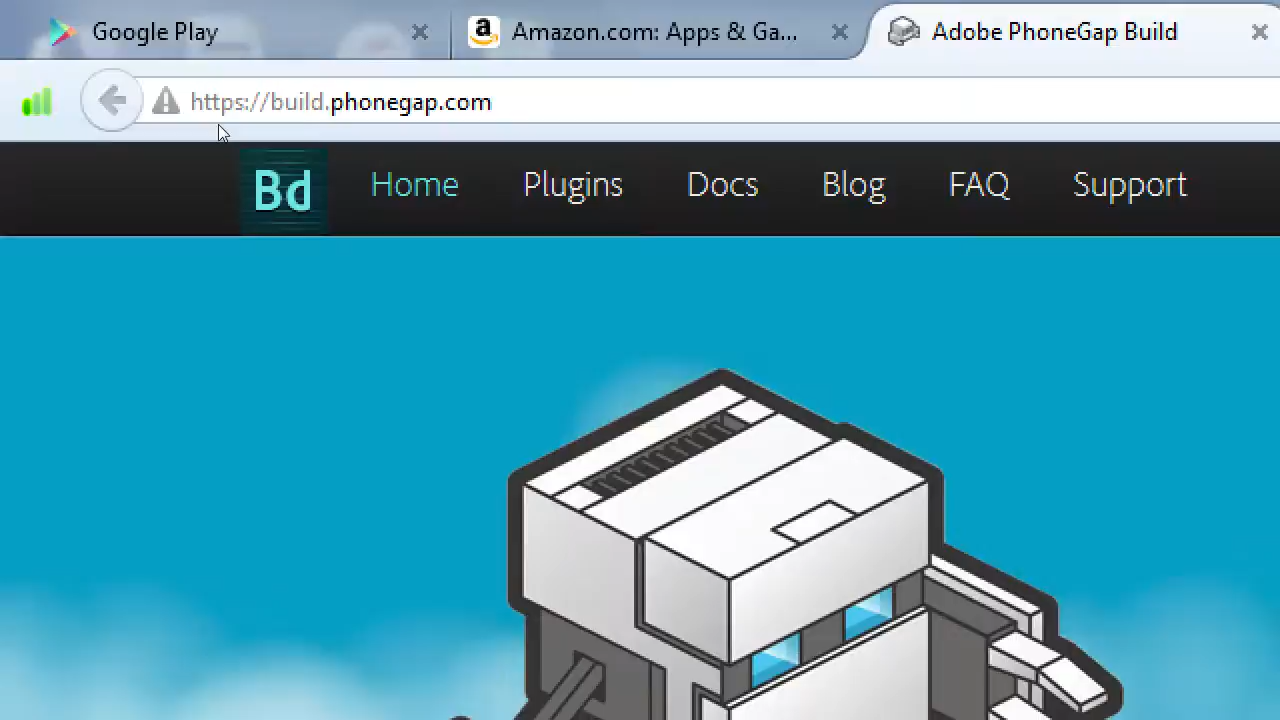 Google Play
Amazon.com: Apps & Ga...
Adobe PhoneGap Build
https://build.phonegap.com
Bd
Home
Plugins
Docs
Blog
FAQ
Support